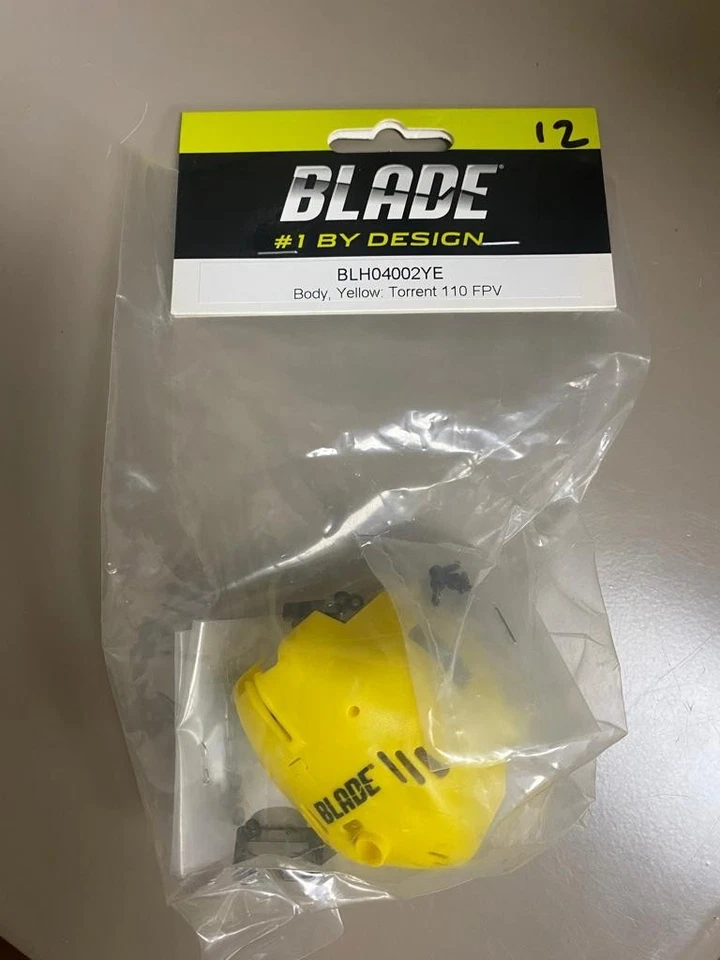 12
BLADE
#1 BY DESIGN
BLH04002YE
Body, Yellow: Torrent 110 FPV
BLADE